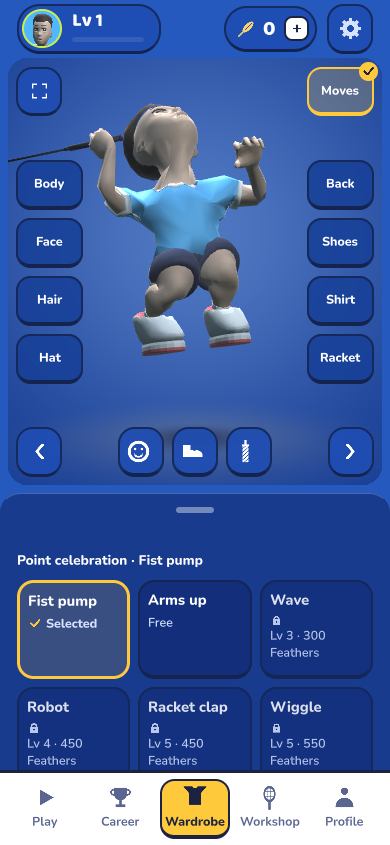 Lv 1
0
+
Moves
Body
Back
Face
Shoes
Hair
Shirt
Hat
Racket
Point celebration · Fist pump
Fist pump
Selected
Arms up
Free
Wave
Lv 3 · 300
Feathers
Robot
Lv 4 · 450
Feathers
Racket clap
Lv 5 · 450
Feathers
Wiggle
Lv 5 · 550
Feathers
Play
Career
Wardrobe
Workshop
Profile